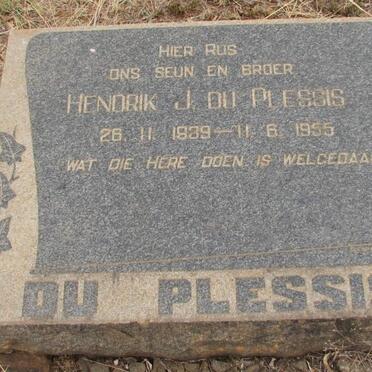 HIER RUS
ONS SEUN EN BROER
HENDRIK J. DU PLESSIS
26. 11. 1939 — 11. 6. 1955
WAT DIE HERE DOEN IS WELGEDAA
DU PLESSIS